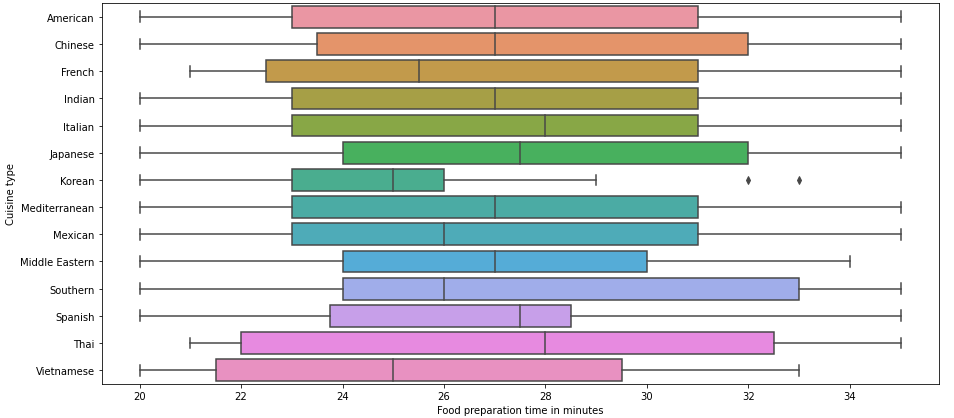 American
Chinese
French
Indian
Italian
Japanese
Korean
Mediterranean
Mexican
Middle Eastern
Southern
Spanish
Thai
Vietnamese
Cuisine type
20 22 24 26 28 30 32 34
Food preparation time in minutes